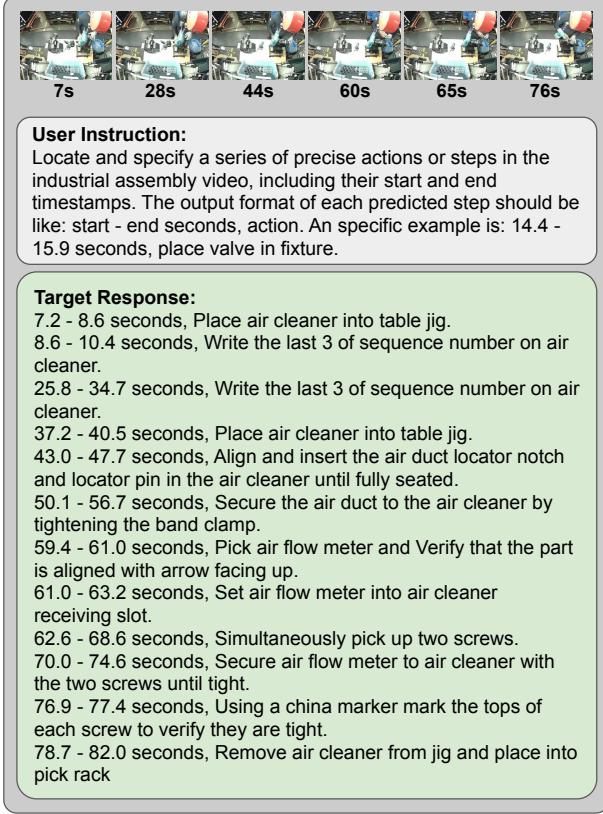 7s 28s 44s 60s 65s 76s
User Instruction:
Locate and specify a series of precise actions or steps in the
industrial assembly video, including their start and end
timestamps. The output format of each predicted step should be
like: start - end seconds, action. An specific example is: 14.4 -
15.9 seconds, place valve in fixture.
Target Response:
7.2 - 8.6 seconds, Place air cleaner into table jig.
8.6 - 10.4 seconds, Write the last 3 of sequence number on air
cleaner.
25.8 - 34.7 seconds, Write the last 3 of sequence number on air
cleaner.
37.2 - 40.5 seconds, Place air cleaner into table jig.
43.0 - 47.7 seconds, Align and insert the air duct locator notch
and locator pin in the air cleaner until fully seated.
50.1 - 56.7 seconds, Secure the air duct to the air cleaner by
tightening the band clamp.
59.4 - 61.0 seconds, Pick air flow meter and Verify that the part
is aligned with arrow facing up.
61.0 - 63.2 seconds, Set air flow meter into air cleaner
receiving slot.
62.6 - 68.6 seconds, Simultaneously pick up two screws.
70.0 - 74.6 seconds, Secure air flow meter to air cleaner with
the two screws until tight.
76.9 - 77.4 seconds, Using a china marker mark the tops of
each screw to verify they are tight.
78.7 - 82.0 seconds, Remove air cleaner from jig and place into
pick rack